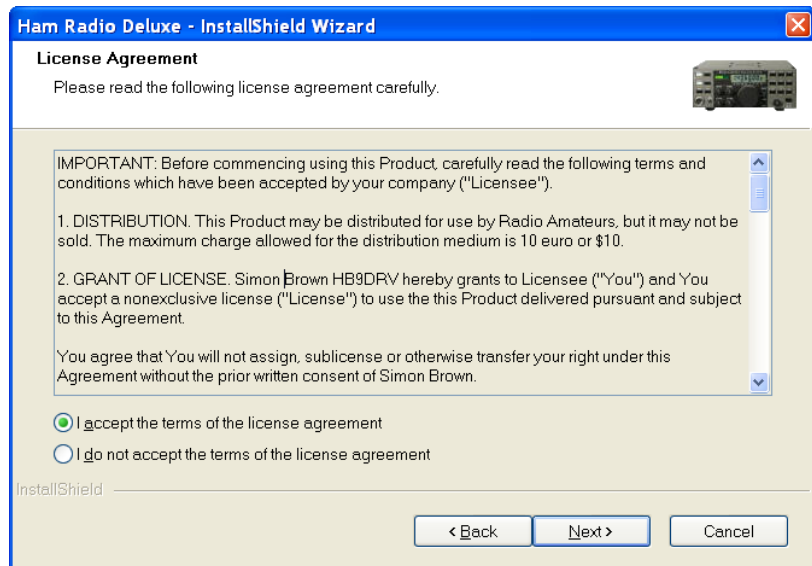 Ham Radio Deluxe - InstallShield Wizard
License Agreement
Please read the following license agreement carefully.
IMPORTANT: Before commencing using this Product, carefully read the following terms and
conditions which have been accepted by your company ("Licensee").
1. DISTRIBUTION. This Product may be distributed for use by Radio Amateurs, but it may not be
sold. The maximum charge allowed for the distribution medium is 10 euro or $10.
2. GRANT OF LICENSE. Simon Brown HB9DRV hereby grants to Licensee ("You") and You
accept a nonexclusive license ("License") to use the this Product delivered pursuant and subject
to this Agreement.
You agree that You will not assign, sublicense or otherwise transfer your right under this
Agreement without the prior written consent of Simon Brown.
I accept the terms of the license agreement
I do not accept the terms of the license agreement
InstallShield
< Back
Next >
Cancel